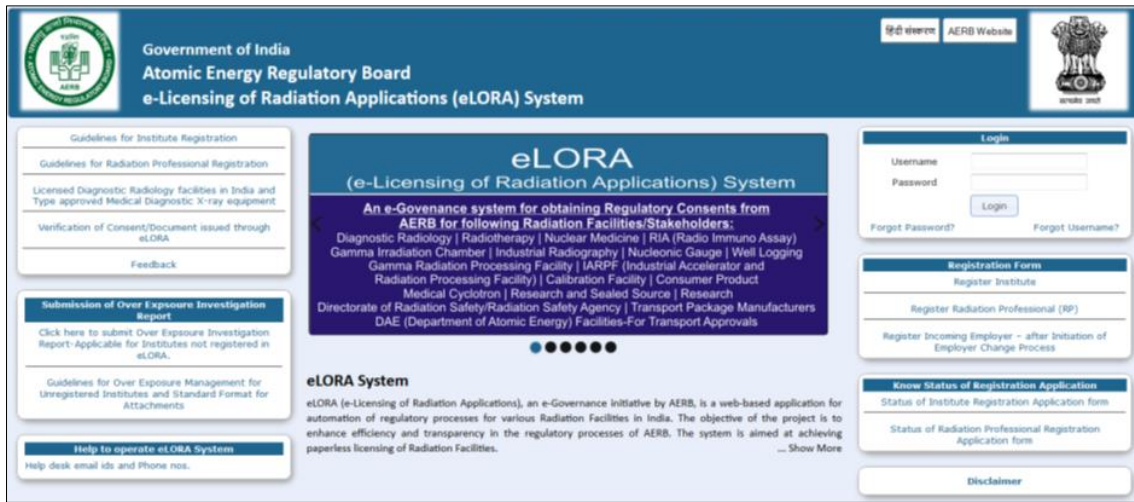 Government of India
Atomic Energy Regulatory Board
e-Licensing of Radiation Applications (eLORA) System
AERB
हिंदी संस्करण
AERB Website
सत्यमेव जयते
Guidelines for Institute Registration
Guidelines for Radiation Professional Registration
Licensed Diagnostic Radiology facilities in India and
Type approved Medical Diagnostic X-ray equipment
Verification of Consent/Document issued through
eLORA
Feedback
Submission of Over Expsoure Investigation
Report
Click here to submit Over Expsoure Investigation
Report-Applicable for Institutes not registered in
eLORA.
Guidelines for Over Exposure Management for
Unregistered Institutes and Standard Format for
Attachments
Help to operate eLORA System
Help desk email ids and Phone nos.
eLORA
(e-Licensing of Radiation Applications) System
An e-Govenance system for obtaining Regulatory Consents from
AERB for following Radiation Facilities/Stakeholders:
Diagnostic Radiology | Radiotherapy | Nuclear Medicine | RIA (Radio Immuno Assay)
Gamma Irradiation Chamber | Industrial Radiography | Nucleonic Gauge | Well Logging
Gamma Radiation Processing Facility | IARPF (Industrial Accelerator and
Radiation Processing Facility) | Calibration Facility | Consumer Product
Medical Cyclotron | Research and Sealed Source | Research
Directorate of Radiation Safety/Radiation Safety Agency | Transport Package Manufacturers
DAE (Department of Atomic Energy) Facilities-For Transport Approvals
eLORA System
eLORA (e-Licensing of Radiation Applications), an e-Governance initiative by AERB, is a web-based application for
automation of regulatory processes for various Radiation Facilities in India. The objective of the project is to
enhance efficiency and transparency in the regulatory processes of AERB. The system is aimed at achieving
paperless licensing of Radiation Facilities.
... Show More
Login
Username
Password
Login
Forgot Password?
Forgot Username?
Registration Form
Register Institute
Register Radiation Professional (RP)
Register Incoming Employer – after Initiation of
Employer Change Process
Know Status of Registration Application
Status of Institute Registration Application form
Status of Radiation Professional Registration
Application form
Disclaimer